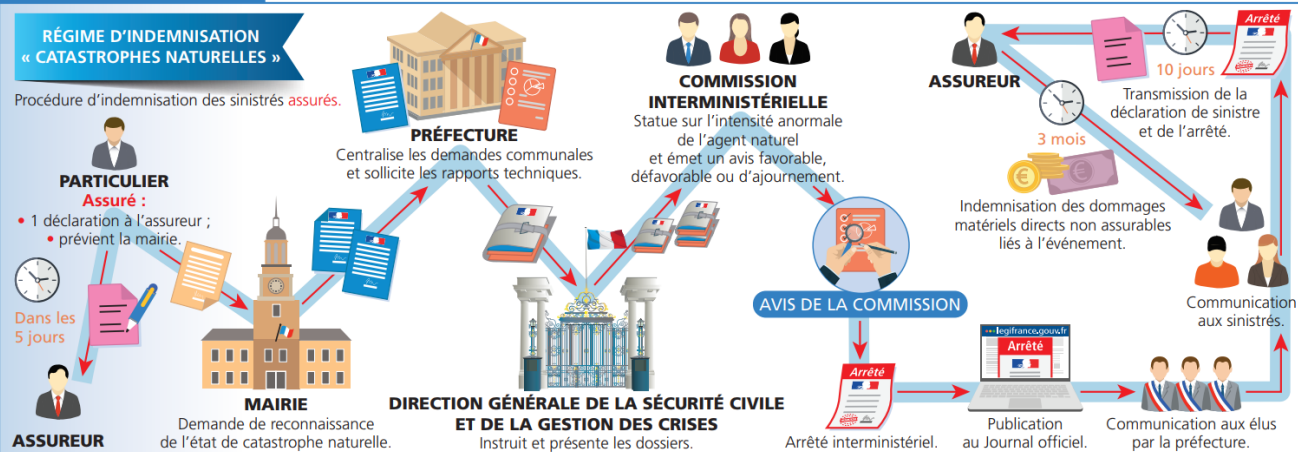 RÉGIME D'INDEMNISATION
« CATASTROPHES NATURELLES »
Procédure d'indemnisation des sinistrés assurés.
PARTICULIER
Assuré :
• 1 déclaration à l'assureur ;
• prévient la mairie.
Dans les
5 jours
ASSUREUR
MAIRIE
Demande de reconnaissance
de l'état de catastrophe naturelle.
PRÉFECTURE
Centralise les demandes communales
et sollicite les rapports techniques.
DIRECTION GÉNÉRALE DE LA SÉCURITÉ CIVILE
ET DE LA GESTION DES CRISES
Instruit et présente les dossiers.
COMMISSION
INTERMINISTÉRIELLE
Statue sur l'intensité anormale
de l'agent naturel
et émet un avis favorable,
défavorable ou d'ajournement.
AVIS DE LA COMMISSION
Arrêté
Arrêté interministériel.
legifrance.gouv.fr
Arrêté
Publication
au Journal officiel.
Communication aux élus
par la préfecture.
Communication
aux sinistrés.
Arrêté
10 jours
Transmission de la
déclaration de sinistre
et de l'arrêté.
ASSUREUR
3 mois
Indemnisation des dommages
matériels directs non assurables
liés à l'événement.